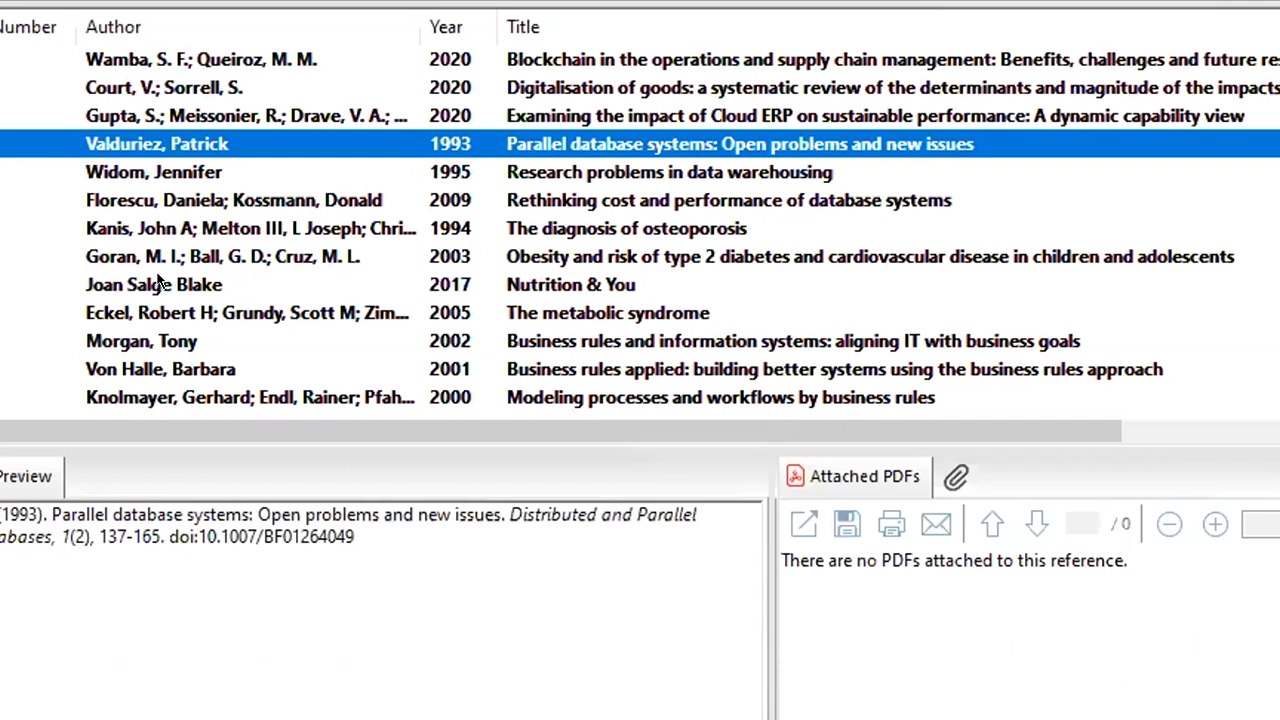 Number Author Year Title
Wamba, S. F.; Queiroz, M. M. 2020 Blockchain in the operations and supply chain management: Benefits, challenges and future re
Court, V.; Sorrell, S. 2020 Digitalisation of goods: a systematic review of the determinants and magnitude of the impacts
Gupta, S.; Meissonier, R.; Drave, V. A.; ... 2020 Examining the impact of Cloud ERP on sustainable performance: A dynamic capability view
Valduriez, Patrick 1993 Parallel database systems: Open problems and new issues
Widom, Jennifer 1995 Research problems in data warehousing
Florescu, Daniela; Kossmann, Donald 2009 Rethinking cost and performance of database systems
Kanis, John A; Melton III, L Joseph; Chri... 1994 The diagnosis of osteoporosis
Goran, M. I.; Ball, G. D.; Cruz, M. L. 2003 Obesity and risk of type 2 diabetes and cardiovascular disease in children and adolescents
Joan Salge Blake 2017 Nutrition & You
Eckel, Robert H; Grundy, Scott M; Zim... 2005 The metabolic syndrome
Morgan, Tony 2002 Business rules and information systems: aligning IT with business goals
Von Halle, Barbara 2001 Business rules applied: building better systems using the business rules approach
Knolmayer, Gerhard; Endl, Rainer; Pfah... 2000 Modeling processes and workflows by business rules
Preview
(1993). Parallel database systems: Open problems and new issues. Distributed and Parallel
abases, 1(2), 137-165. doi:10.1007/BF01264049
Attached PDFs
/ 0
There are no PDFs attached to this reference.